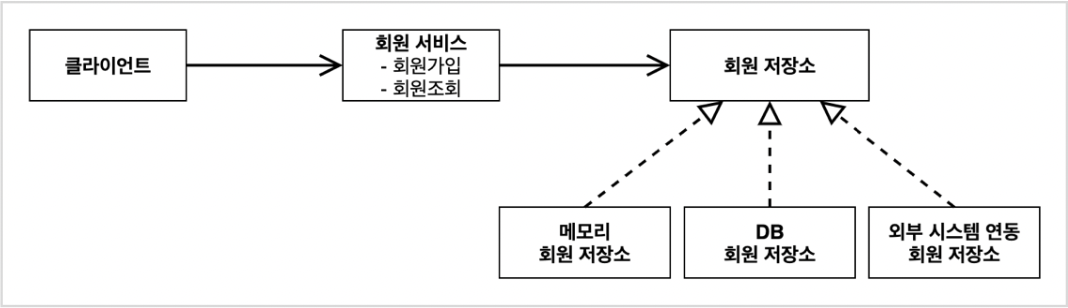 클라이언트
회원 서비스
- 회원가입
- 회원조회
회원 저장소
메모리
회원 저장소
DB
회원 저장소
외부 시스템 연동
회원 저장소